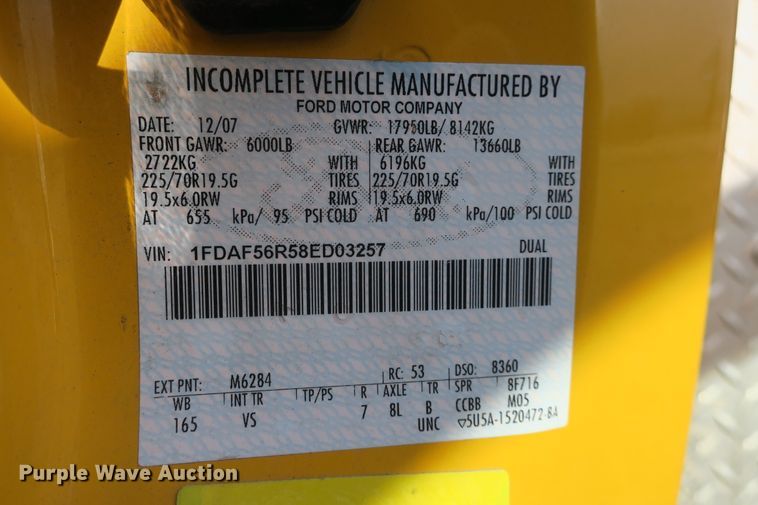 INCOMPLETE VEHICLE MANUFACTURED BY
FORD MOTOR COMPANY
DATE: 12/07 GVWR: 17950LB/ 8142KG
FRONT GAWR: 6000LB REAR GAWR: 13660LB
2722KG WITH 6196KG WITH
225/70R19.5G TIRES 225/70R19.5G TIRES
19.5x6.0RW RIMS 19.5x6.0RW RIMS
AT 655 kPa/ 95 PSI COLD AT 690 kPa/100 PSI COLD
VIN: 1FDAF56R58ED03257 DUAL
EXT PNT: M6284 RC: 53 DSO: 8360
WB INT TR TP/PS R AXLE TR SPR 8F716
165 VS 7 8L B CCBB M05
UNC 5U5A-1520472-BA
Purple Wave Auction